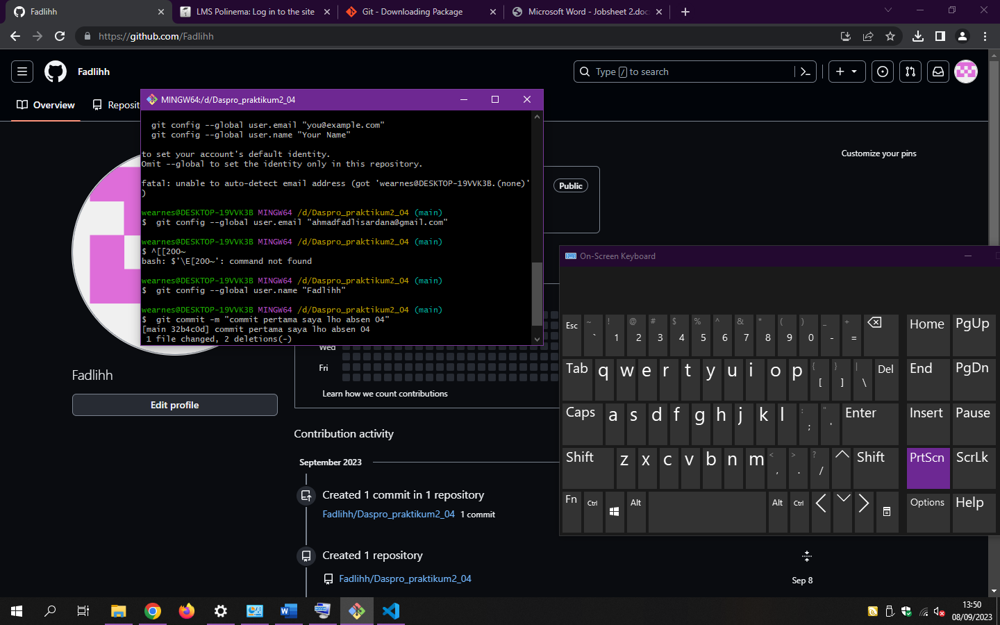 Fadlihh
LMS Polinema: Log in to the site
Git - Downloading Package
Microsoft Word - Jobsheet 2.doc
https://github.com/Fadlihh
Fadlihh
Type / to search
Overview
Reposit
MINGW64:/d/Daspro_praktikum2_04
git config --global user.email "you@example.com"
git config --global user.name "Your Name"
to set your account's default identity.
Omit --global to set the identity only in this repository.
fatal: unable to auto-detect email address (got 'wearnes@DESKTOP-19VVK3B.(none)'
)
wearnes@DESKTOP-19VVK3B MINGW64 /d/Daspro_praktikum2_04 (main)
$  git config --global user.email "ahmadfadlisardana@gmail.com"
wearnes@DESKTOP-19VVK3B MINGW64 /d/Daspro_praktikum2_04 (main)
$ ^[[200~
bash: $'\E[200~': command not found
wearnes@DESKTOP-19VVK3B MINGW64 /d/Daspro_praktikum2_04 (main)
$  git config --global user.name "Fadlihh"
wearnes@DESKTOP-19VVK3B MINGW64 /d/Daspro_praktikum2_04 (main)
$  git commit -m "commit pertama saya lho absen 04"
[main 32b4c0d] commit pertama saya lho absen 04
1 file changed, 2 deletions(-)
Customize your pins
Public
Wed
Fri
Learn how we count contributions
Fadlihh
Edit profile
Contribution activity
September 2023
Created 1 commit in 1 repository
Fadlihh/Daspro_praktikum2_04 1 commit
Created 1 repository
Fadlihh/Daspro_praktikum2_04
Sep 8
On-Screen Keyboard
Esc ~ ` ! 1 @ 2 # 3 $ 4 % 5 ^ 6 & 7 * 8 ( 9 ) 0 _ - + = Home PgUp
Tab q w e r t y u i o p { [ } ] | \ Del End PgDn
Caps a s d f g h j k l : ; " ' Enter Insert Pause
Shift z x c v b n m < , > . ? / Shift PrtScn ScrLk
Fn Ctrl Alt Alt Ctrl Options Help
13:50
08/09/2023